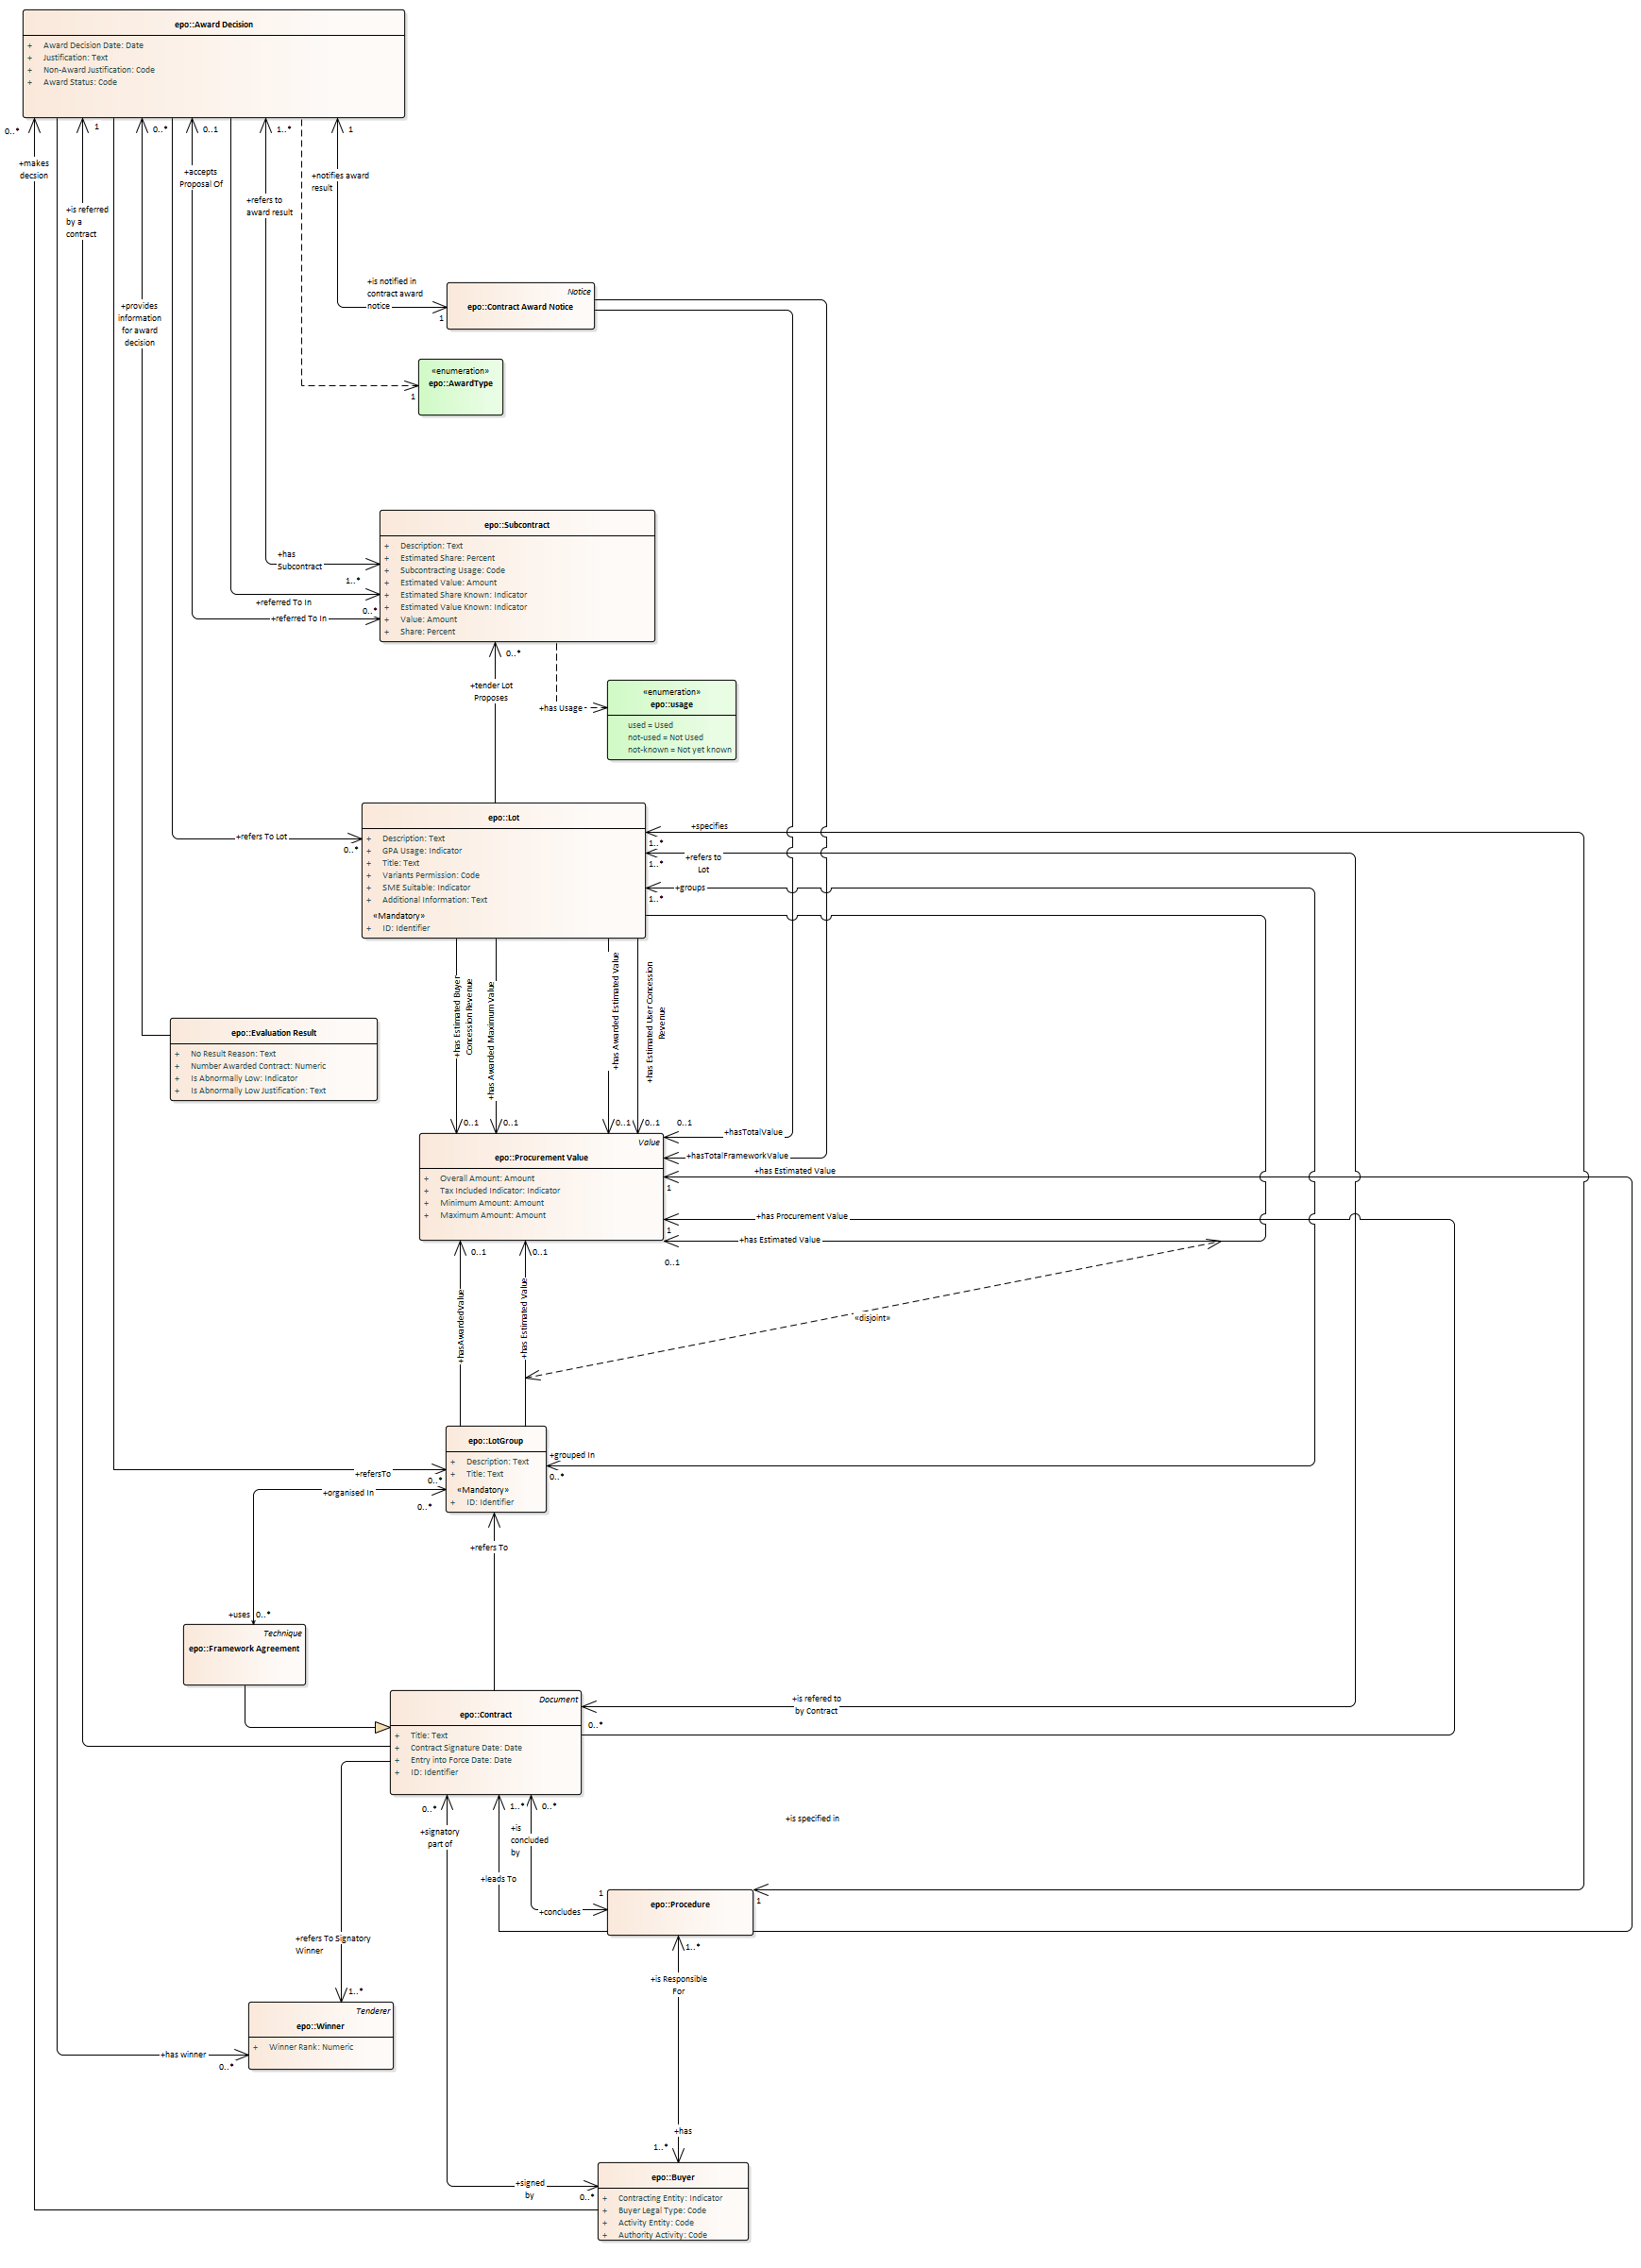 epo::Award Decision
+ Award Decision Date: Date
+ Justification: Text
+ Non-Award Justification: Code
+ Award Status: Code
0..*
1
0..*
0..1
1..*
1
+makes
decsion
+accepts
Proposal Of
+notifies award
result
+is referred
by a
contract
+refers to
award result
+is notified in
contract award
notice
1
Notice
epo::Contract Award Notice
+provides
information
for award
decision
«enumeration»
epo::AwardType
1
epo::Subcontract
+ Description: Text
+ Estimated Share: Percent
+ Subcontracting Usage: Code
+ Estimated Value: Amount
+ Estimated Share Known: Indicator
+ Estimated Value Known: Indicator
+ Value: Amount
+ Share: Percent
+has
Subcontract
1..*
+referred To In
0..*
+referred To In
0..*
+tender Lot
Proposes
+has Usage
«enumeration»
epo::usage
used = Used
not-used = Not Used
not-known = Not yet known
epo::Lot
+ Description: Text
+ GPA Usage: Indicator
+ Title: Text
+ Variants Permission: Code
+ SME Suitable: Indicator
+ Additional Information: Text
«Mandatory»
+ ID: Identifier
+refers To Lot
0..*
+specifies
1..*
+refers to
Lot
1..*
+groups
1..*
+has Estimated Buyer
Concession Revenue
+has Awarded Maximum Value
+has Awarded Estimated Value
+has Estimated User Concession
Revenue
epo::Evaluation Result
+ No Result Reason: Text
+ Number Awarded Contract: Numeric
+ Is Abnormally Low: Indicator
+ Is Abnormally Low Justification: Text
0..1
0..1
0..1
0..1
0..1
+hasTotalValue
Value
epo::Procurement Value
+ Overall Amount: Amount
+ Tax Included Indicator: Indicator
+ Minimum Amount: Amount
+ Maximum Amount: Amount
+hasTotalFrameworkValue
+has Estimated Value
1
+has Procurement Value
1
+has Estimated Value
0..1
0..1
0..1
+hasAwardedValue
+has Estimated Value
«disjoint»
epo::LotGroup
+ Description: Text
+ Title: Text
«Mandatory»
+ ID: Identifier
+grouped In
0..*
+refersTo
0..*
+organised In
0..*
+refers To
+uses
0..*
Technique
epo::Framework Agreement
Document
epo::Contract
+ Title: Text
+ Contract Signature Date: Date
+ Entry into Force Date: Date
+ ID: Identifier
+is refered to
by Contract
0..*
0..*
1..*
0..*
+signatory
part of
+is
concluded
by
+is specified in
+leads To
1
+concludes
epo::Procedure
1
+refers To Signatory
Winner
1..*
1..*
+is Responsible
For
Tenderer
epo::Winner
+ Winner Rank: Numeric
+has winner
0..*
+has
1..*
+signed
by
0..*
epo::Buyer
+ Contracting Entity: Indicator
+ Buyer Legal Type: Code
+ Activity Entity: Code
+ Authority Activity: Code